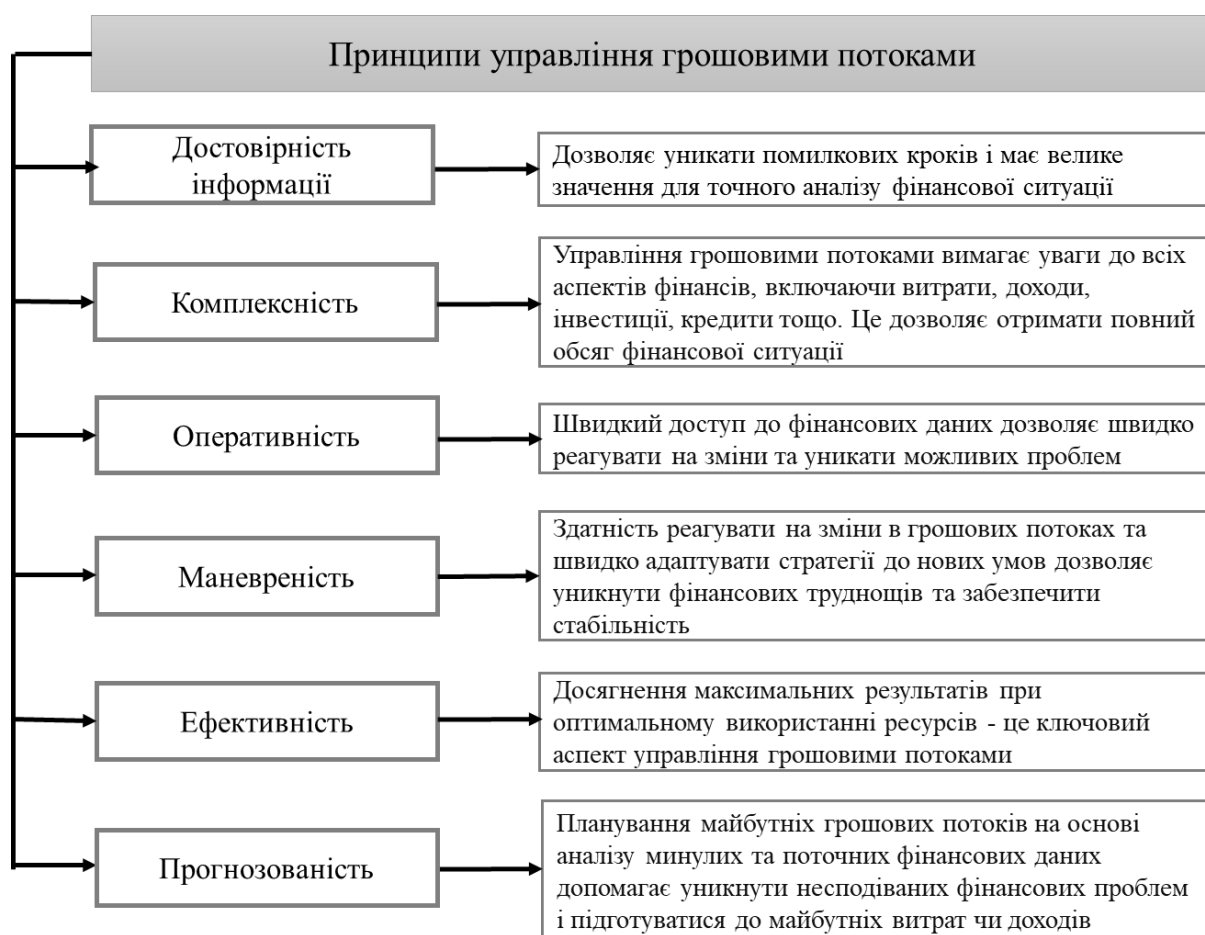 Принципи управління грошовими потоками
Достовірність
інформації
Дозволяє уникати помилкових кроків і має велике
значення для точного аналізу фінансової ситуації
Комплексність
Управління грошовими потоками вимагає уваги до всіх
аспектів фінансів, включаючи витрати, доходи,
інвестиції, кредити тощо. Це дозволяє отримати повний
обсяг фінансової ситуації
Оперативність
Швидкий доступ до фінансових даних дозволяє швидко
реагувати на зміни та уникати можливих проблем
Маневреність
Здатність реагувати на зміни в грошових потоках та
швидко адаптувати стратегії до нових умов дозволяє
уникнути фінансових труднощів та забезпечити
стабільність
Ефективність
Досягнення максимальних результатів при
оптимальному використанні ресурсів - це ключовий
аспект управління грошовими потоками
Прогнозованість
Планування майбутніх грошових потоків на основі
аналізу минулих та поточних фінансових даних
допомагає уникнути несподіваних фінансових проблем
і підготуватися до майбутніх витрат чи доходів